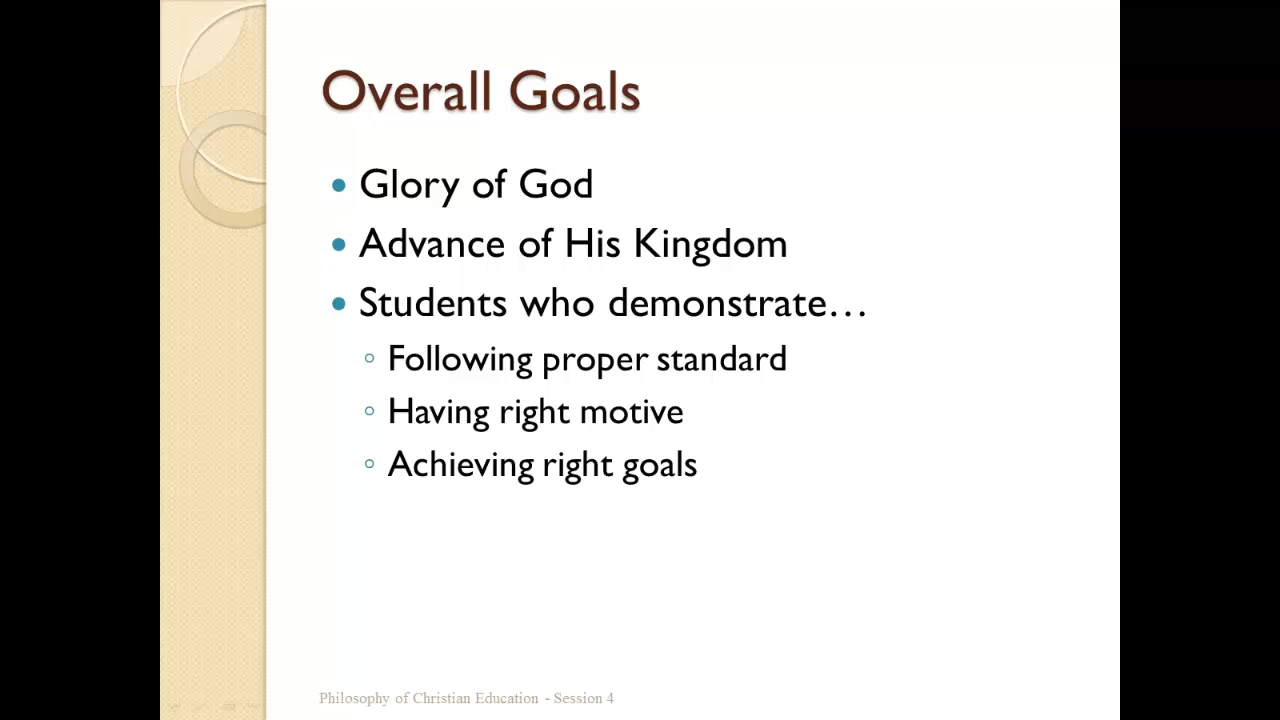 Overall Goals
• Glory of God
• Advance of His Kingdom
• Students who demonstrate…
◦ Following proper standard
◦ Having right motive
◦ Achieving right goals
Philosophy of Christian Education - Session 4